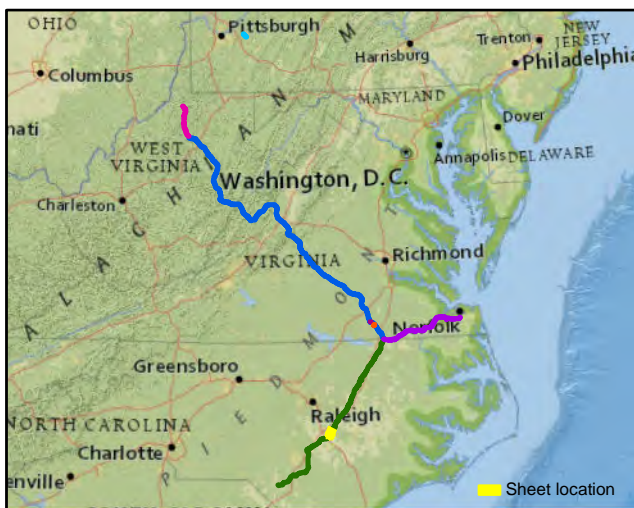 OHIO
Pittsburgh
M
Trenton
NEW
JERSEY
Harrisburg
Philadelphia
Columbus
MARYLAND
nati
N
Dover
WEST
VIRGINIA
A
I
Annapolis
DELAWARE
Washington, D.C.
H
Charleston
C
T
A
N
Richmond
L
VIRGINIA
O
A
P
P
A
M
Norfolk
Greensboro
D
E
Raleigh
I
NORTH CAROLINA
Charlotte
P
enville
Sheet location